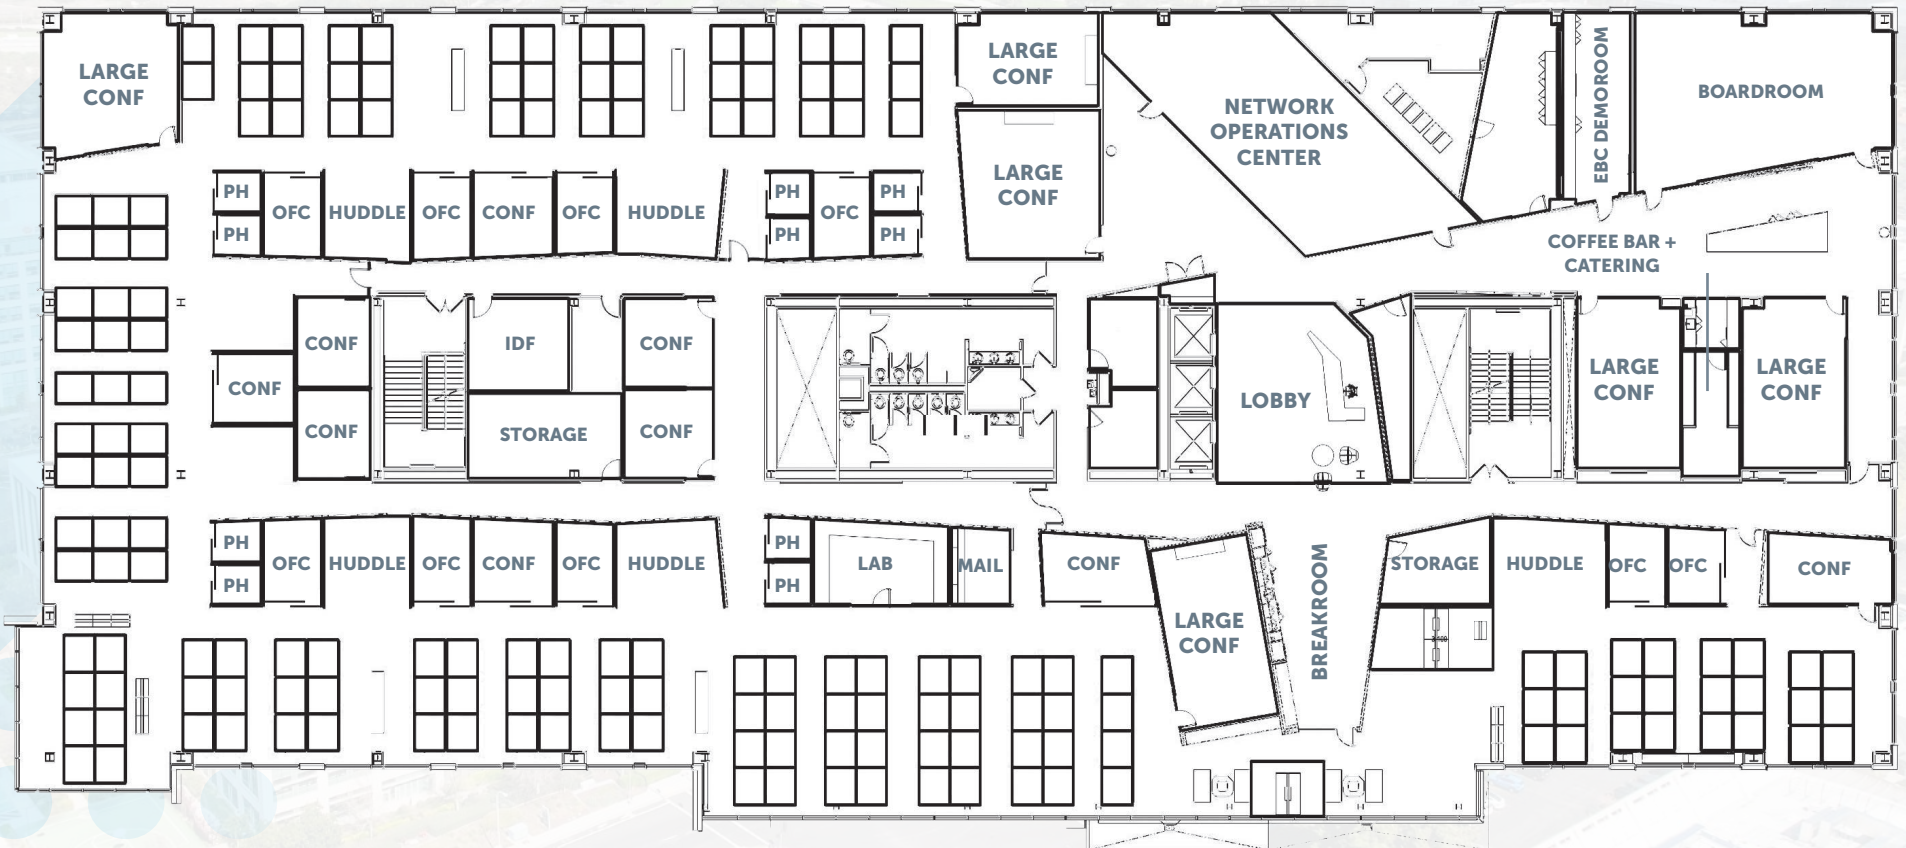 LARGE
CONF
LARGE
CONF
LARGE
CONF
NETWORK
OPERATIONS
CENTER
EBC DEMOROOM
BOARDROOM
COFFEE BAR +
CATERING
PH
PH
OFC
HUDDLE
OFC
CONF
OFC
HUDDLE
PH
PH
OFC
PH
PH
CONF
CONF
CONF
IDF
STORAGE
CONF
CONF
LOBBY
LARGE
CONF
LARGE
CONF
PH
PH
OFC
HUDDLE
OFC
CONF
OFC
HUDDLE
PH
PH
LAB
MAIL
CONF
LARGE
CONF
BREAKROOM
STORAGE
HUDDLE
OFC
OFC
CONF